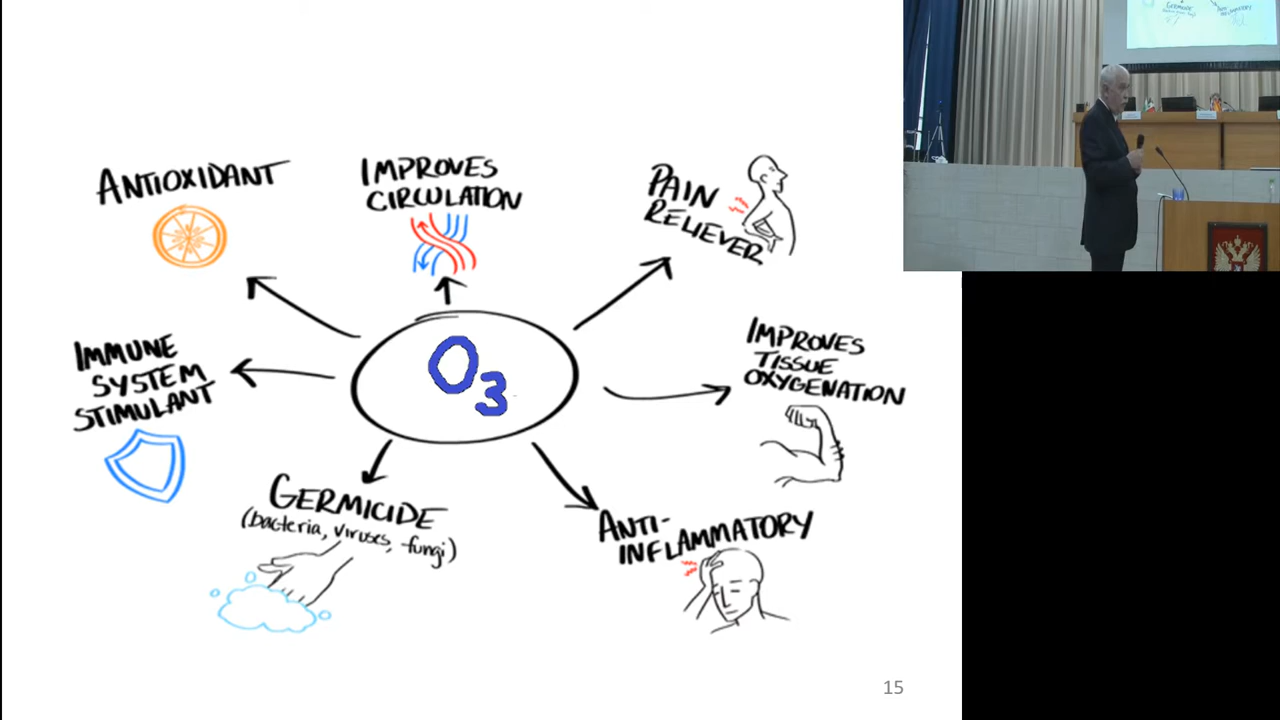 ANTIOXIDANT
IMPROVES
CIRCULATION
PAIN
RELIEVER
IMMUNE
SYSTEM
STIMULANT
O3
IMPROVES
TISSUE
OXYGENATION
GERMICIDE
(bacteria, viruses, fungi)
ANTI-
INFLAMMATORY
15
GERMICIDE